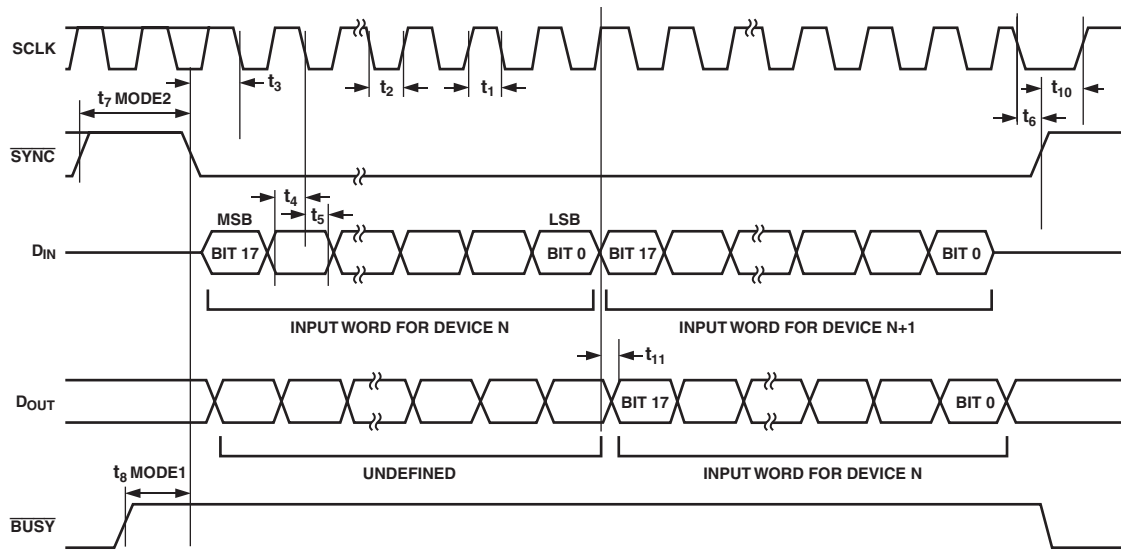 SCLK
t3
t2
t1
t10
t6
t7 MODE2
SYNC
t4
t5
MSB
LSB
DIN
BIT 17
BIT 0
BIT 17
BIT 0
INPUT WORD FOR DEVICE N
INPUT WORD FOR DEVICE N+1
t11
DOUT
BIT 17
BIT 0
UNDEFINED
INPUT WORD FOR DEVICE N
t8 MODE1
BUSY